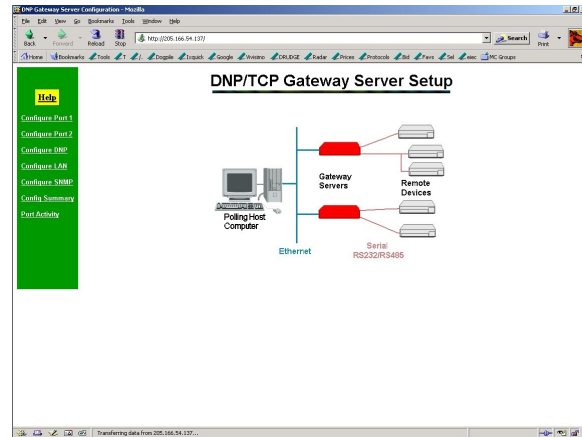 DNP Gateway Server Configuration - Mozilla
File Edit View Go Bookmarks Tools Window Help
Back Forward Reload Stop http://205.166.54.137/ Search Print
Home Bookmarks Tools Dogpile Ixquick Google Vivisimo DRUDGE Radar Prices Protocols Bid Favs Sel eiec MC Groups
DNP/TCP Gateway Server Setup
Help
Configure Port 1
Configure Port 2
Configure DNP
Configure LAN
Configure SNMP
Config Summary
Port Activity
Gateway
Servers
Remote
Devices
Polling Host
Computer
Ethernet
Serial
RS232/RS485
Transferring data from 205.166.54.137...